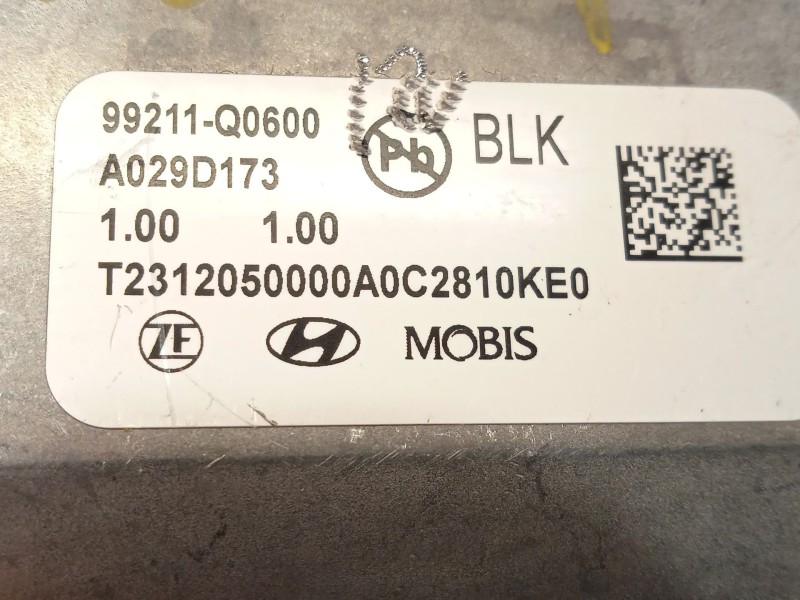 99211-Q0600
Pb
BLK
A029D173
1.00 1.00
T2312050000A0C2810KE0
ZF
MOBIS